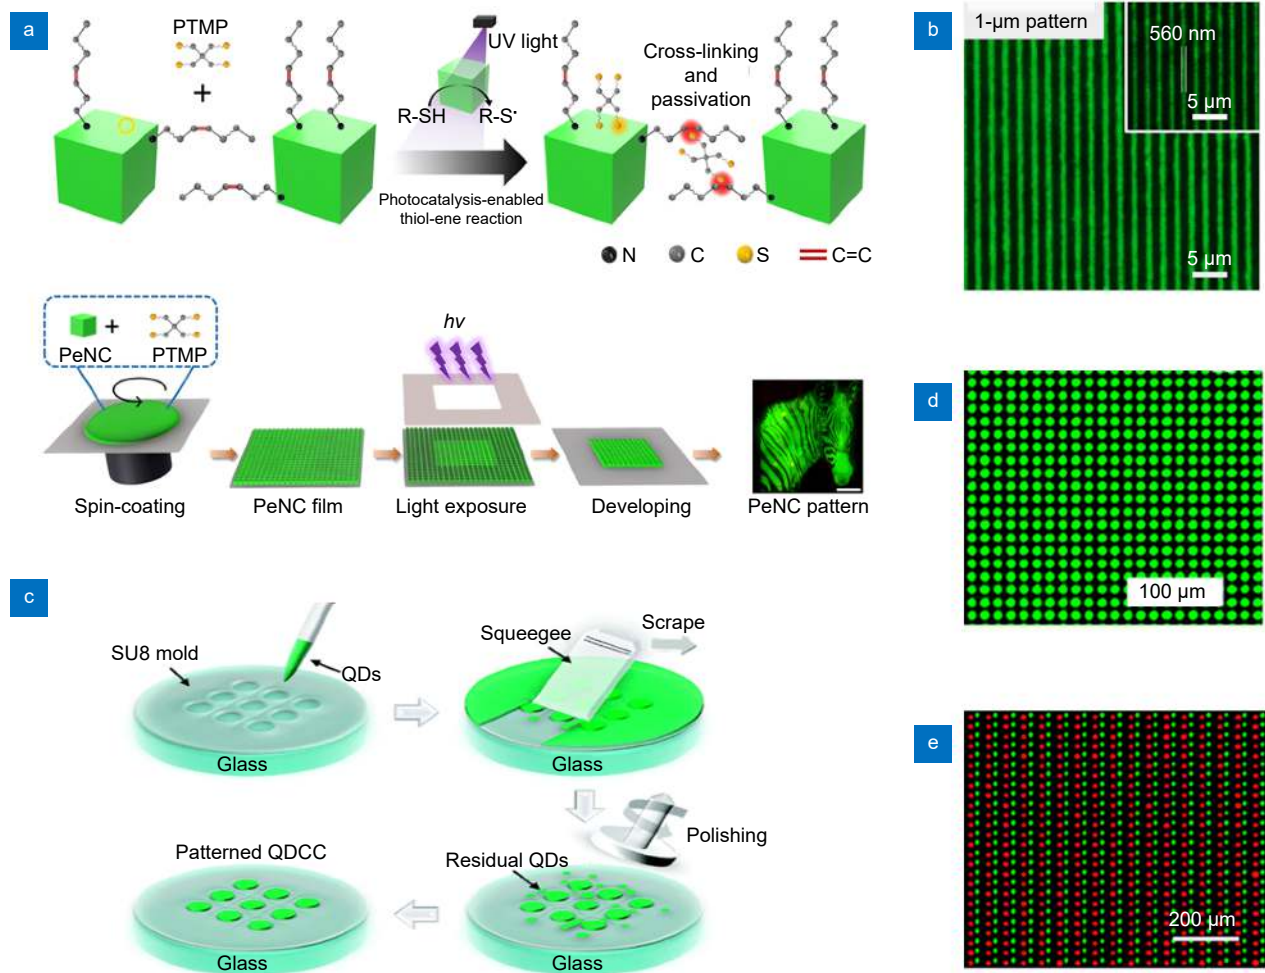 a
PTMP
+
UV light
R-SH
R-S·
Photocatalysis-enabled
thiol-ene reaction
Cross-linking
and
passivation
N
C
S
C=C
PeNC
+
PTMP
hv
Spin-coating
PeNC film
Light exposure
Developing
PeNC pattern
b
1-µm pattern
560 nm
5 µm
5 µm
c
SU8 mold
QDs
Glass
Squeegee
Scrape
Glass
Polishing
Patterned QDCC
Glass
Residual QDs
Glass
d
100 µm
e
200 µm